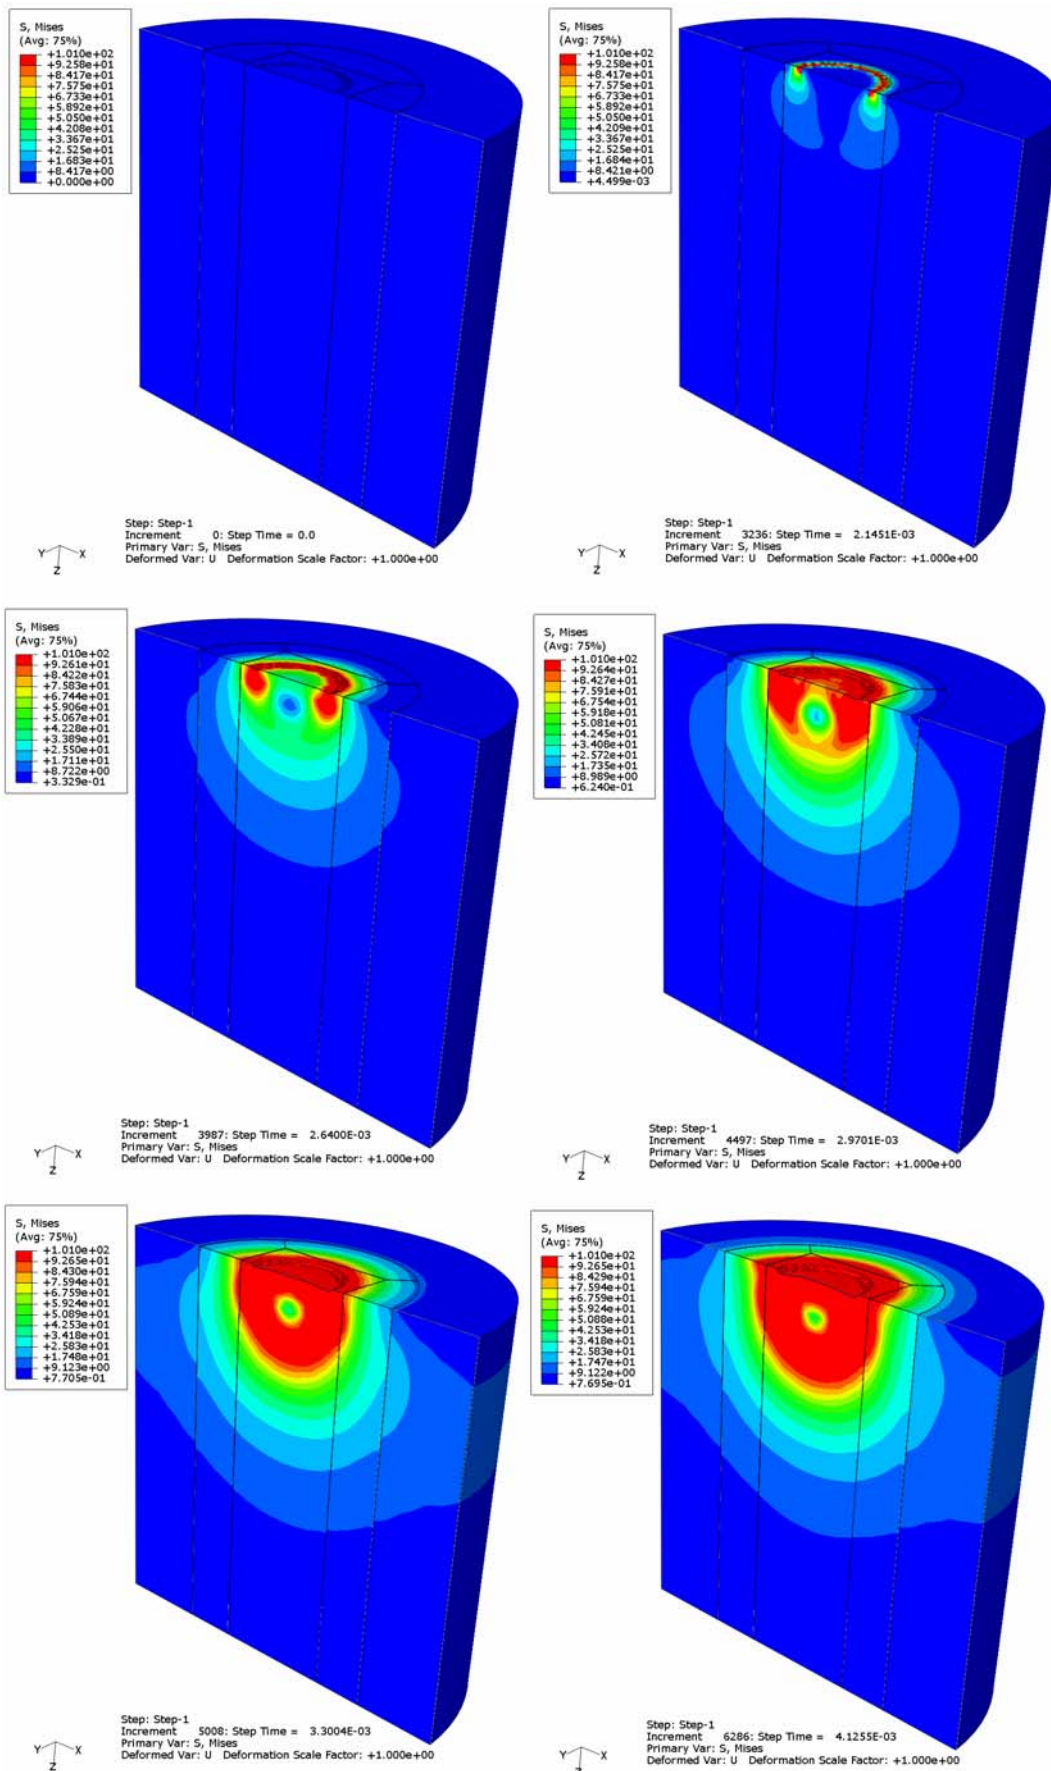 S, Mises
(Avg: 75%)
+1.010e+02
+9.258e+01
+8.417e+01
+7.575e+01
+6.733e+01
+5.892e+01
+5.050e+01
+4.208e+01
+3.367e+01
+2.525e+01
+1.683e+01
+8.417e+00
+0.000e+00
Step: Step-1
Increment 0: Step Time = 0.0
Primary Var: S, Mises
Deformed Var: U Deformation Scale Factor: +1.000e+00
Y X
Z
S, Mises
(Avg: 75%)
+1.010e+02
+9.258e+01
+8.417e+01
+7.575e+01
+6.733e+01
+5.892e+01
+5.050e+01
+4.209e+01
+3.367e+01
+2.525e+01
+1.684e+01
+8.421e+00
+4.499e-03
Step: Step-1
Increment 3236: Step Time = 2.1451E-03
Primary Var: S, Mises
Deformed Var: U Deformation Scale Factor: +1.000e+00
Y X
Z
S, Mises
(Avg: 75%)
+1.010e+02
+9.261e+01
+8.422e+01
+7.583e+01
+6.744e+01
+5.906e+01
+5.067e+01
+4.228e+01
+3.389e+01
+2.550e+01
+1.711e+01
+8.722e+00
+3.329e-01
Step: Step-1
Increment 3987: Step Time = 2.6400E-03
Primary Var: S, Mises
Deformed Var: U Deformation Scale Factor: +1.000e+00
Y X
Z
S, Mises
(Avg: 75%)
+1.010e+02
+9.264e+01
+8.427e+01
+7.591e+01
+6.754e+01
+5.918e+01
+5.081e+01
+4.245e+01
+3.408e+01
+2.572e+01
+1.735e+01
+8.989e+00
+6.240e-01
Step: Step-1
Increment 4497: Step Time = 2.9701E-03
Primary Var: S, Mises
Deformed Var: U Deformation Scale Factor: +1.000e+00
Y X
Z
S, Mises
(Avg: 75%)
+1.010e+02
+9.265e+01
+8.430e+01
+7.594e+01
+6.759e+01
+5.924e+01
+5.089e+01
+4.253e+01
+3.418e+01
+2.583e+01
+1.748e+01
+9.123e+00
+7.705e-01
Step: Step-1
Increment 5008: Step Time = 3.3004E-03
Primary Var: S, Mises
Deformed Var: U Deformation Scale Factor: +1.000e+00
Y X
Z
S, Mises
(Avg: 75%)
+1.010e+02
+9.265e+01
+8.429e+01
+7.594e+01
+6.759e+01
+5.924e+01
+5.088e+01
+4.253e+01
+3.418e+01
+2.583e+01
+1.747e+01
+9.122e+00
+7.695e-01
Step: Step-1
Increment 6286: Step Time = 4.1255E-03
Primary Var: S, Mises
Deformed Var: U Deformation Scale Factor: +1.000e+00
Y X
Z